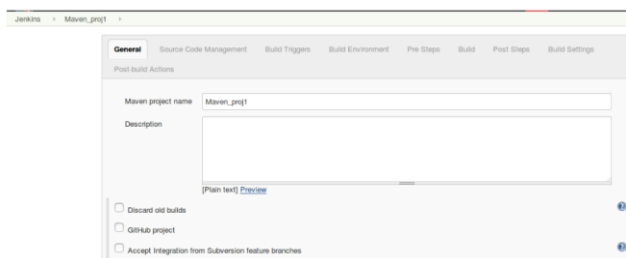 Jenkins › Maven_proj1 ›
General Source Code Management Build Triggers Build Environment Pre Steps Build Post Steps Build Settings
Post-build Actions
Maven project name Maven_proj1
Description
[Plain text] Preview
Discard old builds
GitHub project
Accept Integration from Subversion feature branches